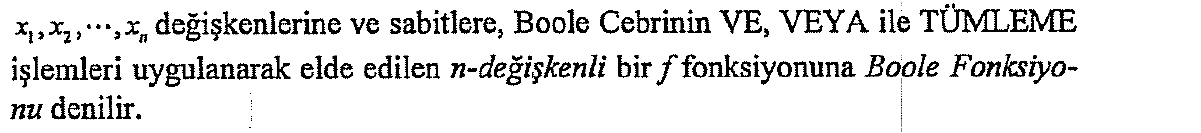 x₁,x₂,⋯,xₙ değişkenlerine ve sabitlere, Boole Cebrinin VE, VEYA ile TÜMLEME
işlemleri uygulanarak elde edilen n-değişkenli bir f fonksiyonuna Boole Fonksiyo-
nu denilir.